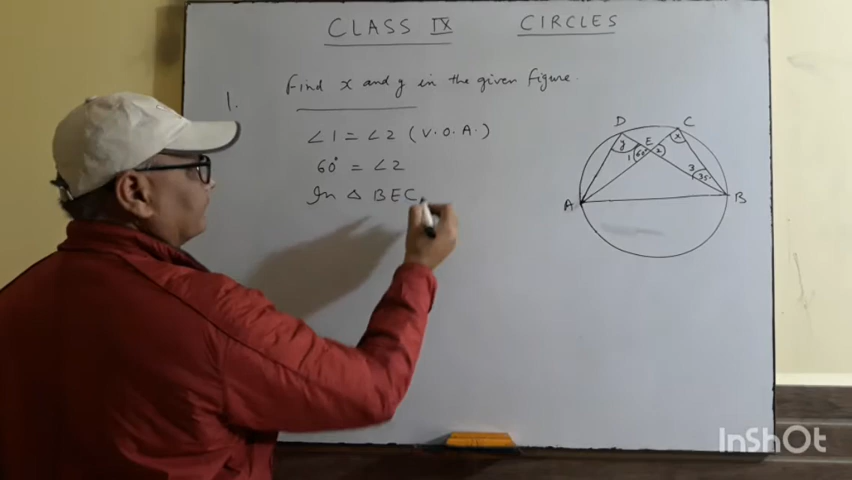 CLASS IX CIRCLES
1. Find x and y in the given figure.
∠1 = ∠2 (V.O.A.)
60° = ∠2
In △ BEC
D C
y E x
1 60° 2
3
35°
A B
InShOt